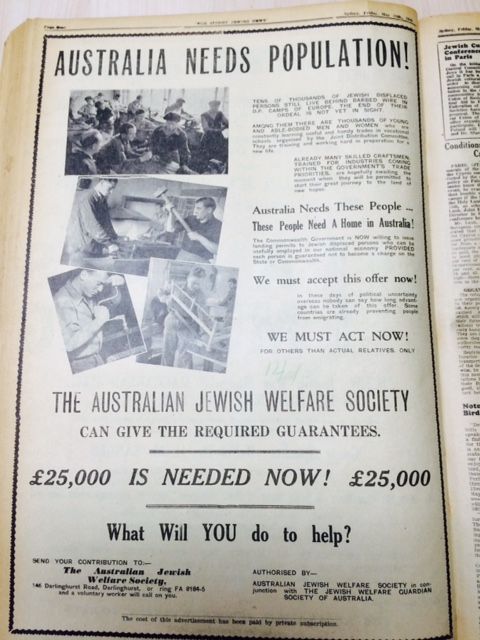 Page Four
THE SYDNEY JEWISH NEWS
Sydney, Friday, May
AUSTRALIA NEEDS POPULATION!
TENS OF THOUSANDS OF JEWISH DISPLACED
PERSONS STILL LIVE BEHIND BARBED WIRE IN
D.P. CAMPS OF EUROPE. THE END OF THEIR
ORDEAL IS NOT YET IN SIGHT.
AMONG THEM THERE ARE THOUSANDS OF YOUNG
AND ABLE-BODIED MEN AND WOMEN who are
constantly learning useful and handy trades in vocational
schools organised by the Joint Distribution Committee.
They are training and working hard in preparation for a
new life.
ALREADY MANY SKILLED CRAFTSMEN,
TRAINED FOR INDUSTRIES COMING
WITHIN THE GOVERNMENT'S TRADE
PRIORITIES, are hopefully awaiting the
moment when they will be permitted to
start their great journey to the land of
new hopes.
Australia Needs These People ...
These People Need A Home in Australia!
The Commonwealth Government is NOW willing to issue
landing permits to Jewish displaced persons who can be
usefully employed in our national economy PROVIDED
each person is guaranteed not to become a charge on the
State or Commonwealth.
We must accept this offer now!
In these days of political uncertainty
overseas nobody can say how long advant-
age can be taken of this offer. Some
countries are already preventing people
from emigrating.
WE MUST ACT NOW!
FOR OTHERS THAN ACTUAL RELATIVES, ONLY
THE AUSTRALIAN JEWISH WELFARE SOCIETY
CAN GIVE THE REQUIRED GUARANTEES.
£25,000 IS NEEDED NOW! £25,000
What Will YOU do to help?
SEND YOUR CONTRIBUTION TO:—
The Australian Jewish
Welfare Society,
146 Darlinghurst Road, Darlinghurst, or ring FA 8184-5
and a voluntary worker will call on you.
AUTHORISED BY—
AUSTRALIAN JEWISH WELFARE SOCIETY in con-
junction with THE JEWISH WELFARE GUARDIAN
SOCIETY OF AUSTRALIA.
The cost of this advertisement has been paid by private subscription.
Sydney, Friday,
Jewish Cu
Conference
in Paris
Condition